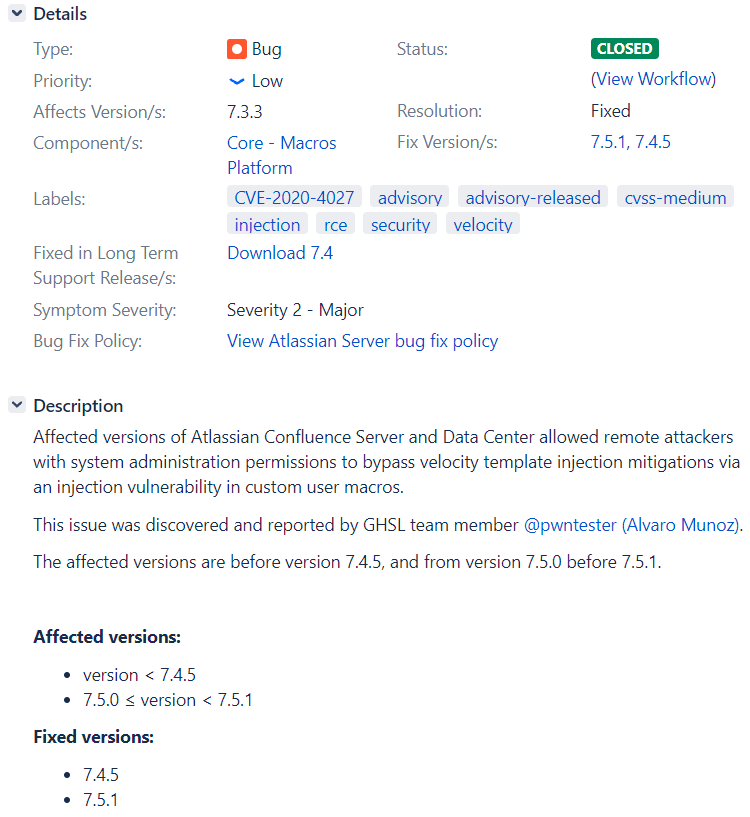 Details
Type: Bug Status: CLOSED
Priority: Low (View Workflow)
Affects Version/s: 7.3.3 Resolution: Fixed
Component/s: Core - Macros Fix Version/s: 7.5.1, 7.4.5
Platform
Labels: CVE-2020-4027 advisory advisory-released cvss-medium
injection rce security velocity
Fixed in Long Term Download 7.4
Support Release/s:
Symptom Severity: Severity 2 - Major
Bug Fix Policy: View Atlassian Server bug fix policy
Description
Affected versions of Atlassian Confluence Server and Data Center allowed remote attackers
with system administration permissions to bypass velocity template injection mitigations via
an injection vulnerability in custom user macros.
This issue was discovered and reported by GHSL team member @pwntester (Alvaro Munoz).
The affected versions are before version 7.4.5, and from version 7.5.0 before 7.5.1.
Affected versions:
• version < 7.4.5
• 7.5.0 ≤ version < 7.5.1
Fixed versions:
• 7.4.5
• 7.5.1